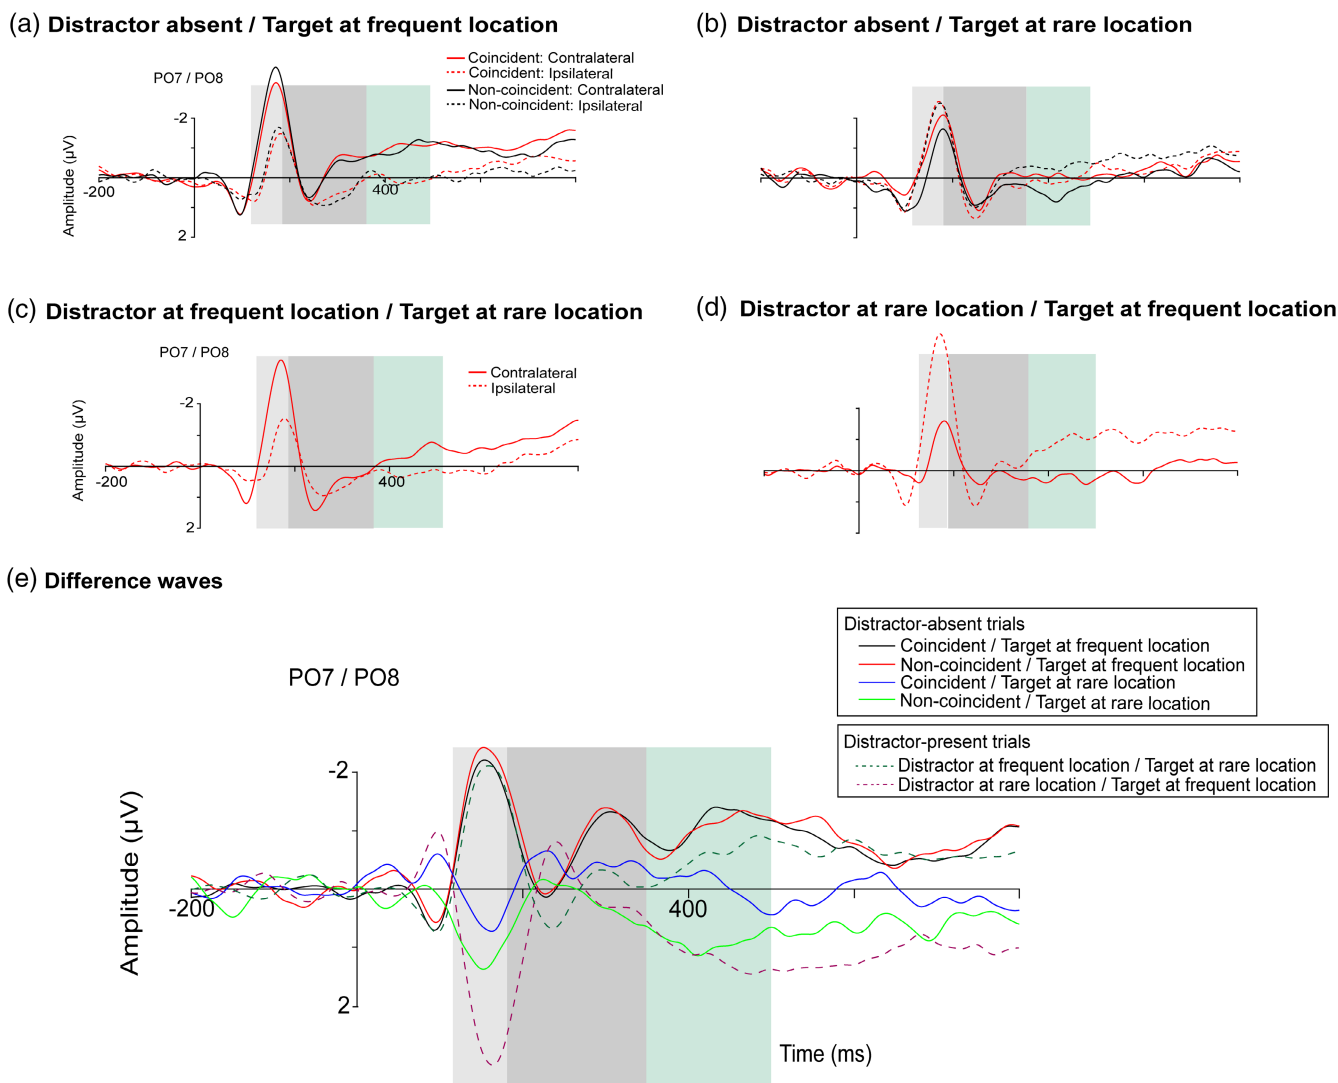 (a) Distractor absent / Target at frequent location
(b) Distractor absent / Target at rare location
PO7 / PO8
Coincident: Contralateral
Coincident: Ipsilateral
Non-coincident: Contralateral
Non-coincident: Ipsilateral
Amplitude (µV)
-2
-200
400
2
(c) Distractor at frequent location / Target at rare location
(d) Distractor at rare location / Target at frequent location
PO7 / PO8
Contralateral
Ipsilateral
Amplitude (µV)
-2
-200
400
2
(e) Difference waves
PO7 / PO8
Distractor-absent trials
Coincident / Target at frequent location
Non-coincident / Target at frequent location
Coincident / Target at rare location
Non-coincident / Target at rare location
Distractor-present trials
Distractor at frequent location / Target at rare location
Distractor at rare location / Target at frequent location
Amplitude (µV)
-2
-200
400
2
Time (ms)